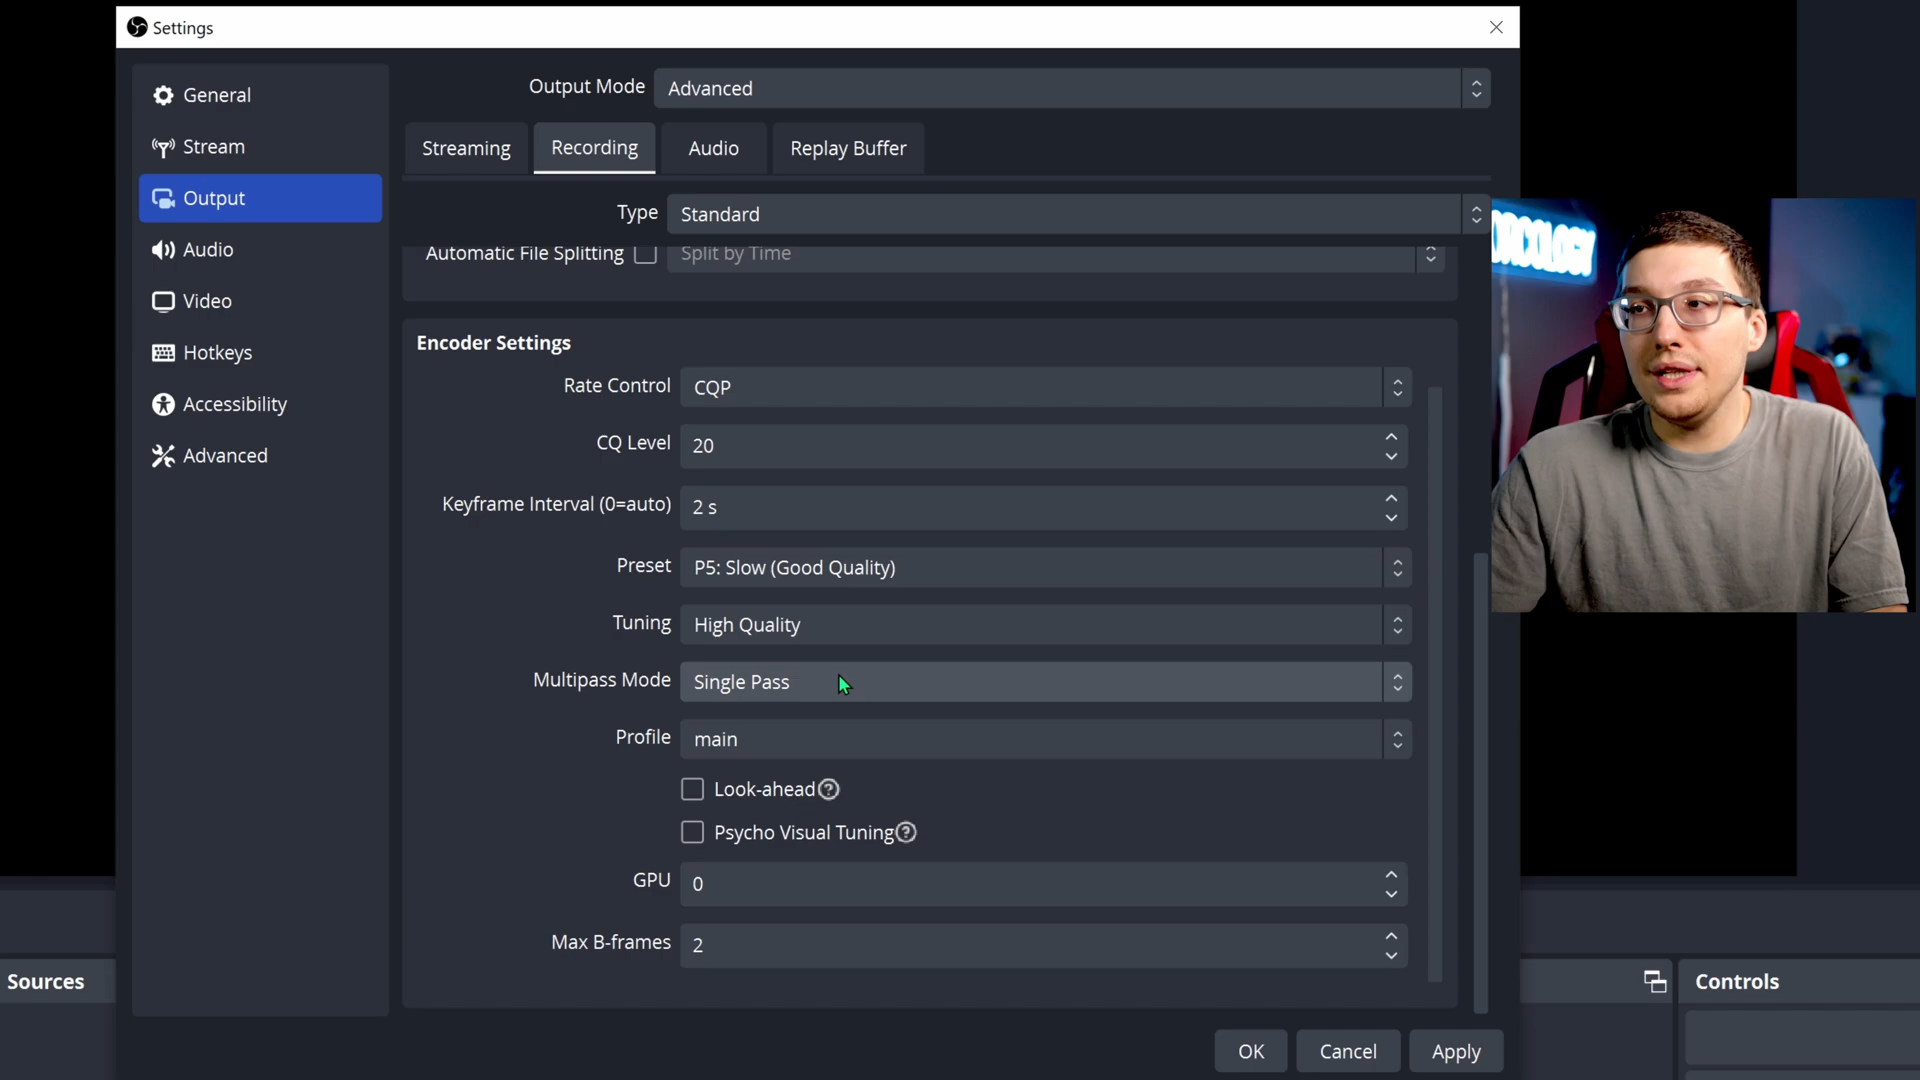 Settings
General
Stream
Output
Audio
Video
Hotkeys
Accessibility
Advanced
Output Mode Advanced
Streaming Recording Audio Replay Buffer
Type Standard
Automatic File Splitting Split by Time
Encoder Settings
Rate Control CQP
CQ Level 20
Keyframe Interval (0=auto) 2 s
Preset P5: Slow (Good Quality)
Tuning High Quality
Multipass Mode Single Pass
Profile main
Look-ahead
Psycho Visual Tuning
GPU 0
Max B-frames 2
OK Cancel Apply
Sources
Controls